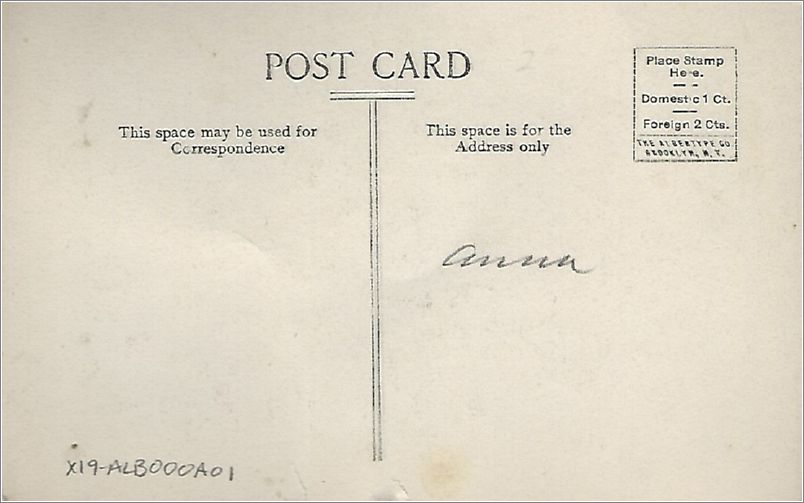 POST CARD
This space may be used for
Correspondence
This space is for the
Address only
Place Stamp
Here.
Domestic 1 Ct.
Foreign 2 Cts.
THE ALBERTYPE CO.
BROOKLYN, N.Y.
Anna
X19-ALB000A01